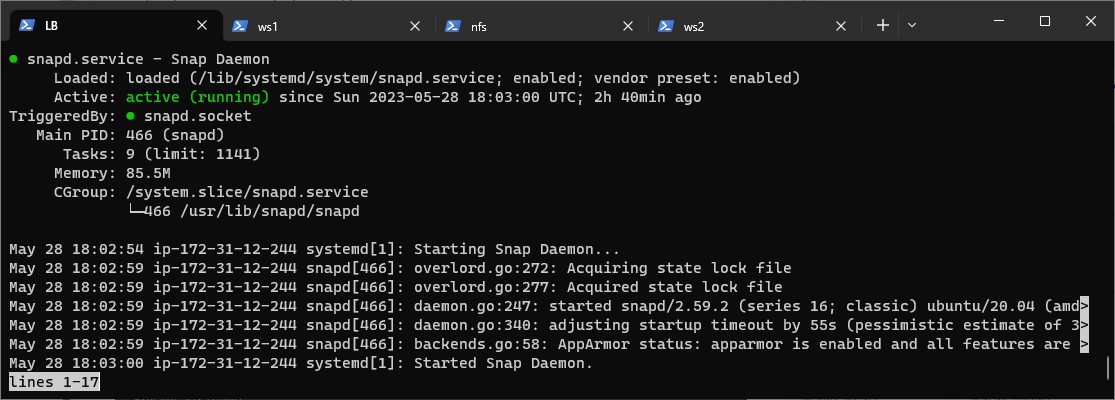 LB
ws1
nfs
ws2
● snapd.service - Snap Daemon
Loaded: loaded (/lib/systemd/system/snapd.service; enabled; vendor preset: enabled)
Active: active (running) since Sun 2023-05-28 18:03:00 UTC; 2h 40min ago
TriggeredBy: ● snapd.socket
Main PID: 466 (snapd)
Tasks: 9 (limit: 1141)
Memory: 85.5M
CGroup: /system.slice/snapd.service
└─466 /usr/lib/snapd/snapd
May 28 18:02:54 ip-172-31-12-244 systemd[1]: Starting Snap Daemon...
May 28 18:02:59 ip-172-31-12-244 snapd[466]: overlord.go:272: Acquiring state lock file
May 28 18:02:59 ip-172-31-12-244 snapd[466]: overlord.go:277: Acquired state lock file
May 28 18:02:59 ip-172-31-12-244 snapd[466]: daemon.go:247: started snapd/2.59.2 (series 16; classic) ubuntu/20.04 (amd>
May 28 18:02:59 ip-172-31-12-244 snapd[466]: daemon.go:340: adjusting startup timeout by 55s (pessimistic estimate of 3>
May 28 18:02:59 ip-172-31-12-244 snapd[466]: backends.go:58: AppArmor status: apparmor is enabled and all features are >
May 28 18:03:00 ip-172-31-12-244 systemd[1]: Started Snap Daemon.
lines 1-17